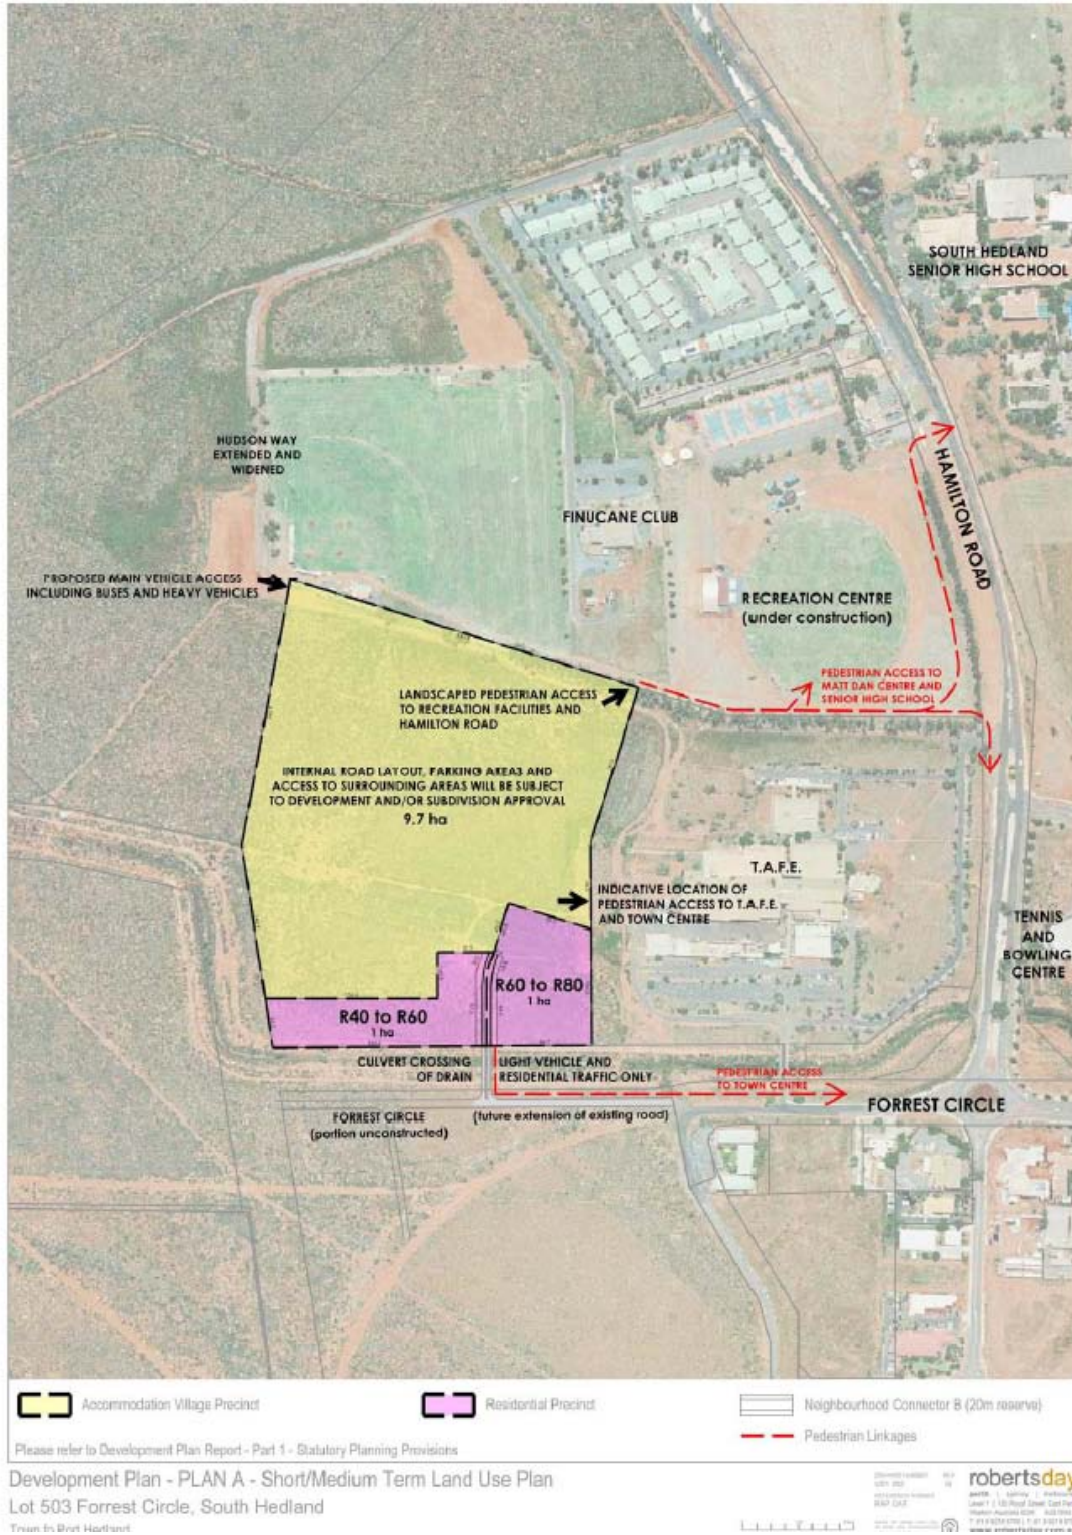 SOUTH HEDLAND
SENIOR HIGH SCHOOL
HUDSON WAY
EXTENDED AND
WIDENED
HAMILTON ROAD
FINUCANE CLUB
PROPOSED MAIN VEHICLE ACCESS
INCLUDING BUSES AND HEAVY VEHICLES
RECREATION CENTRE
(under construction)
PEDESTRIAN ACCESS TO
MATT DAN CENTRE AND
SENIOR HIGH SCHOOL
LANDSCAPED PEDESTRIAN ACCESS
TO RECREATION FACILITIES AND
HAMILTON ROAD
INTERNAL ROAD LAYOUT, PARKING AREAS AND
ACCESS TO SURROUNDING AREAS WILL BE SUBJECT
TO DEVELOPMENT AND/OR SUBDIVISION APPROVAL
9.7 ha
T.A.F.E.
INDICATIVE LOCATION OF
PEDESTRIAN ACCESS TO T.A.F.E.
AND TOWN CENTRE
TENNIS
AND
BOWLING
CENTRE
R60 to R80
1 ha
R40 to R60
1 ha
CULVERT CROSSING
OF DRAIN
LIGHT VEHICLE AND
RESIDENTIAL TRAFFIC ONLY
PEDESTRIAN ACCESS
TO TOWN CENTRE
FORREST CIRCLE
FORREST CIRCLE
(portion unconstructed)
(future extension of existing road)
Accommodation Village Precinct
Residential Precinct
Neighbourhood Connector B (20m reserve)
Pedestrian Linkages
Please refer to Development Plan Report - Part 1 - Statutory Planning Provisions
Development Plan - PLAN A - Short/Medium Term Land Use Plan
Lot 503 Forrest Circle, South Hedland
Town fo Port Hedland
robertsday